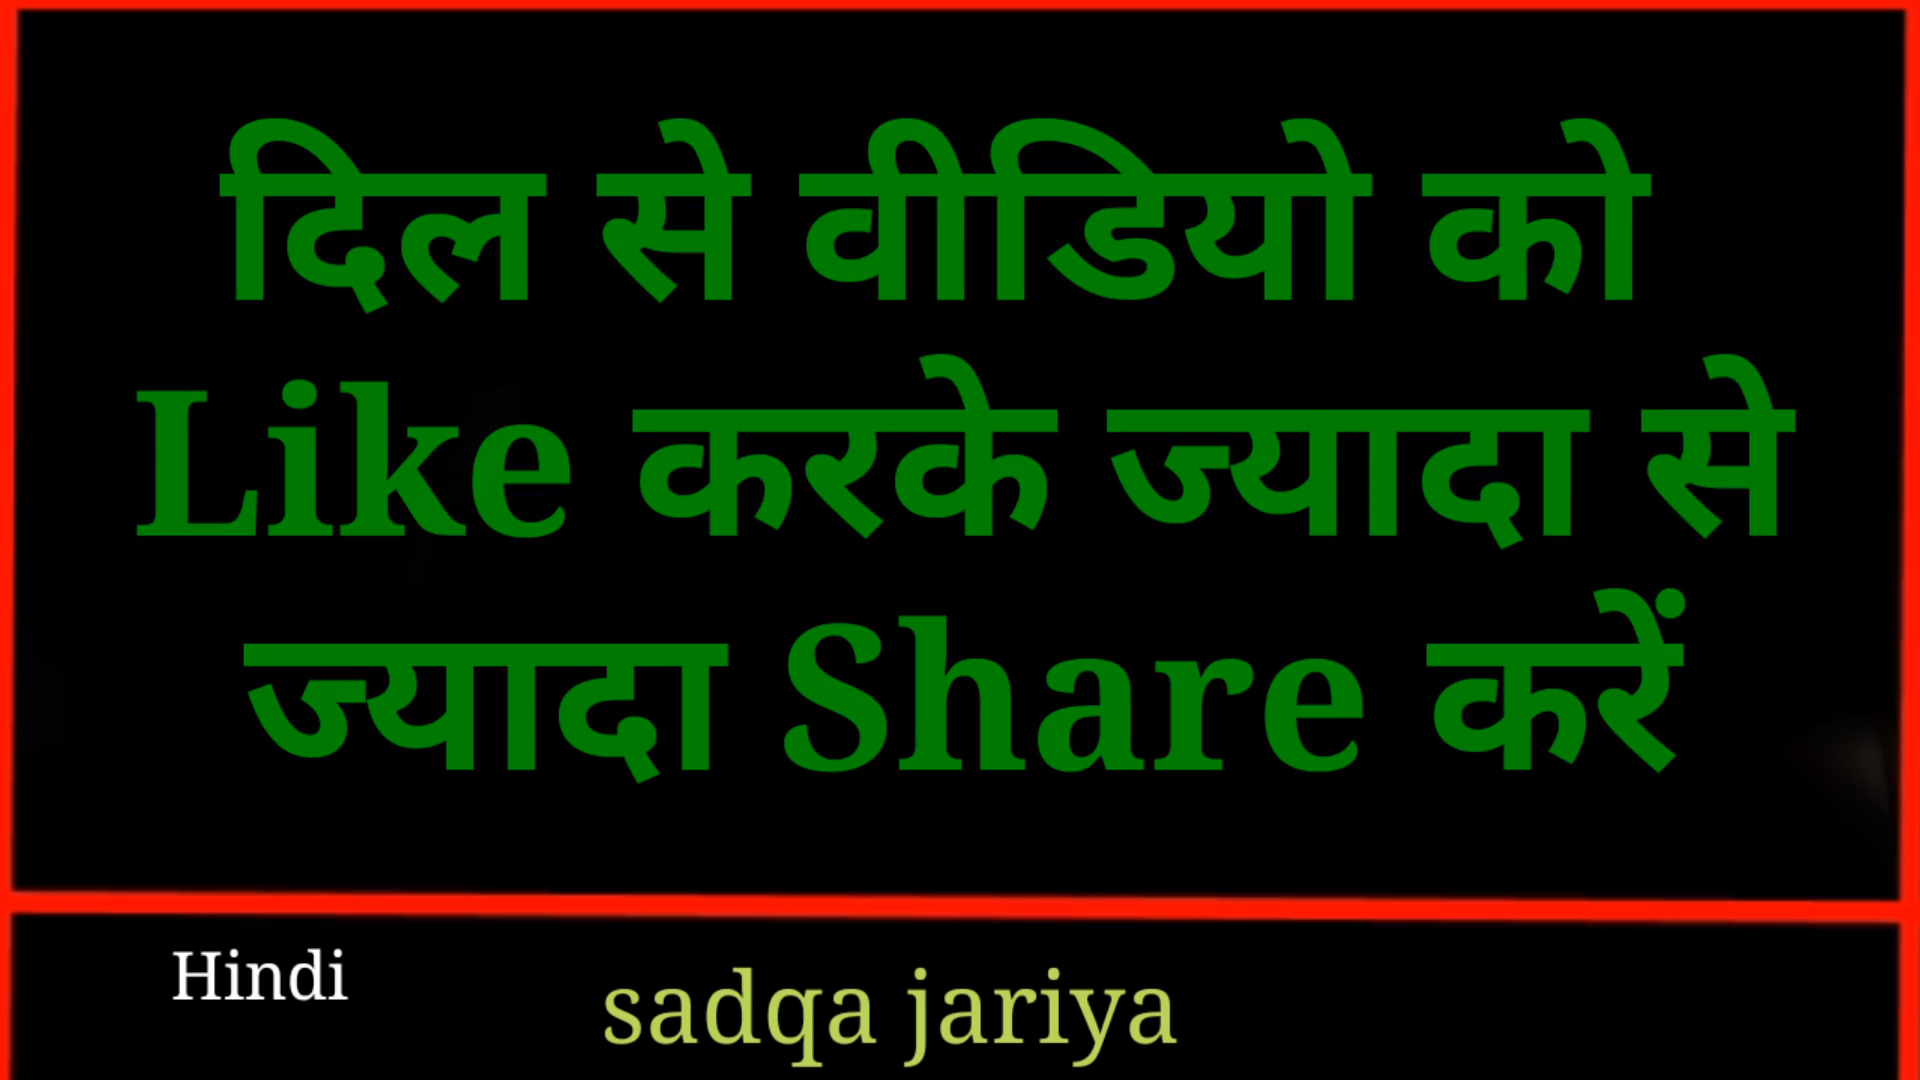 दिल से वीडियो को
Like करके ज्यादा से
ज्यादा Share करें
Hindi
sadqa jariya